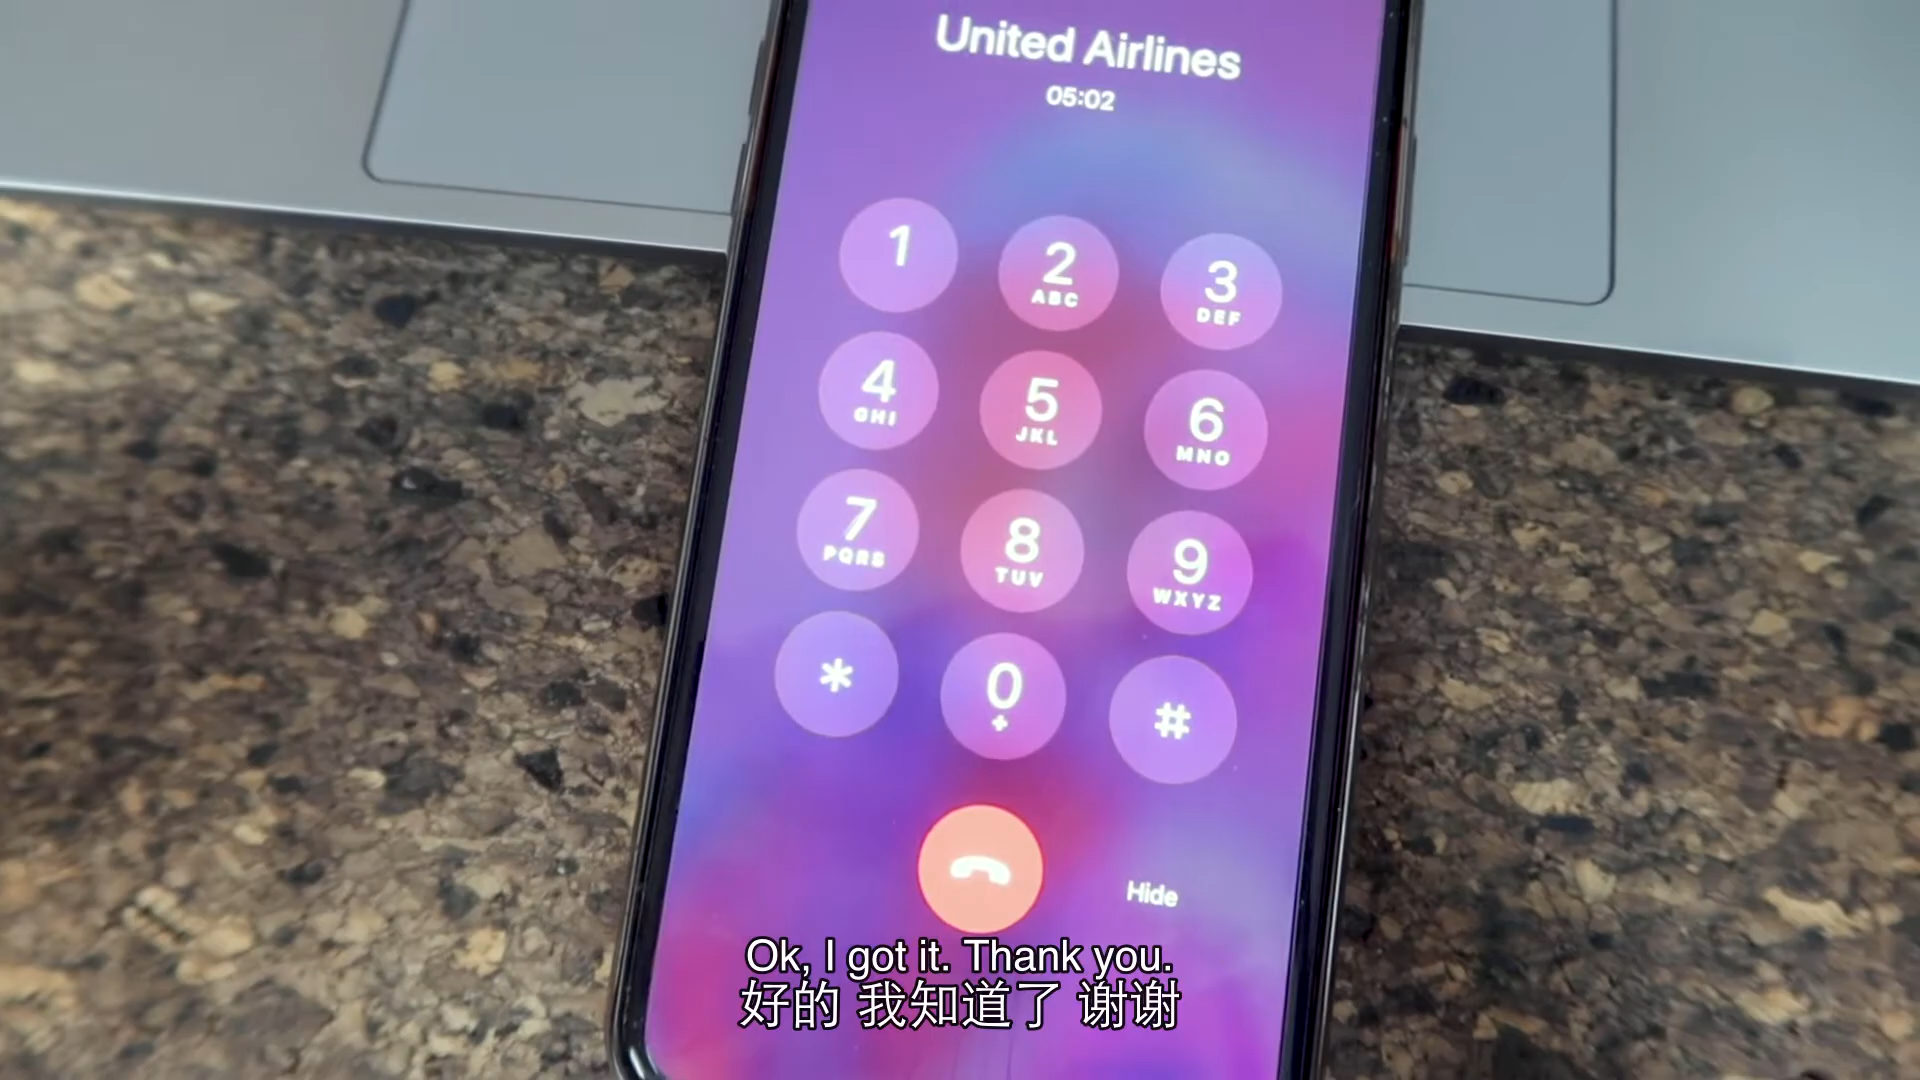 United Airlines
05:02
1
2
ABC
3
DEF
4
GHI
5
JKL
6
MNO
7
PQRS
8
TUV
9
WXYZ
*
0
+
#
Hide
Ok, I got it. Thank you.
好的 我知道了 谢谢